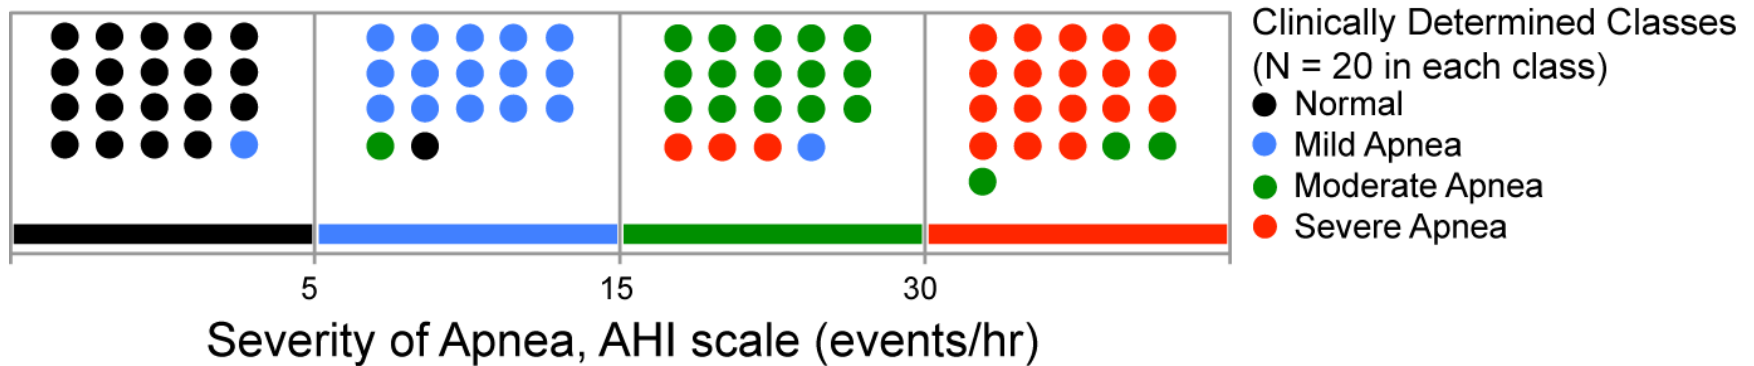 Clinically Determined Classes
(N = 20 in each class)
Normal
Mild Apnea
Moderate Apnea
Severe Apnea
5
15
30
Severity of Apnea, AHI scale (events/hr)